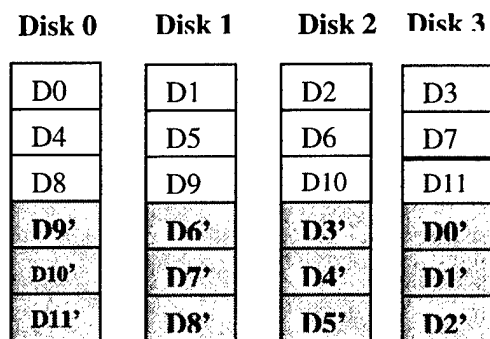 Disk 0 Disk 1 Disk 2 Disk 3
D0 D1 D2 D3
D4 D5 D6 D7
D8 D9 D10 D11
D9’ D6’ D3’ D0’
D10’ D7’ D4’ D1’
D11’ D8’ D5’ D2’